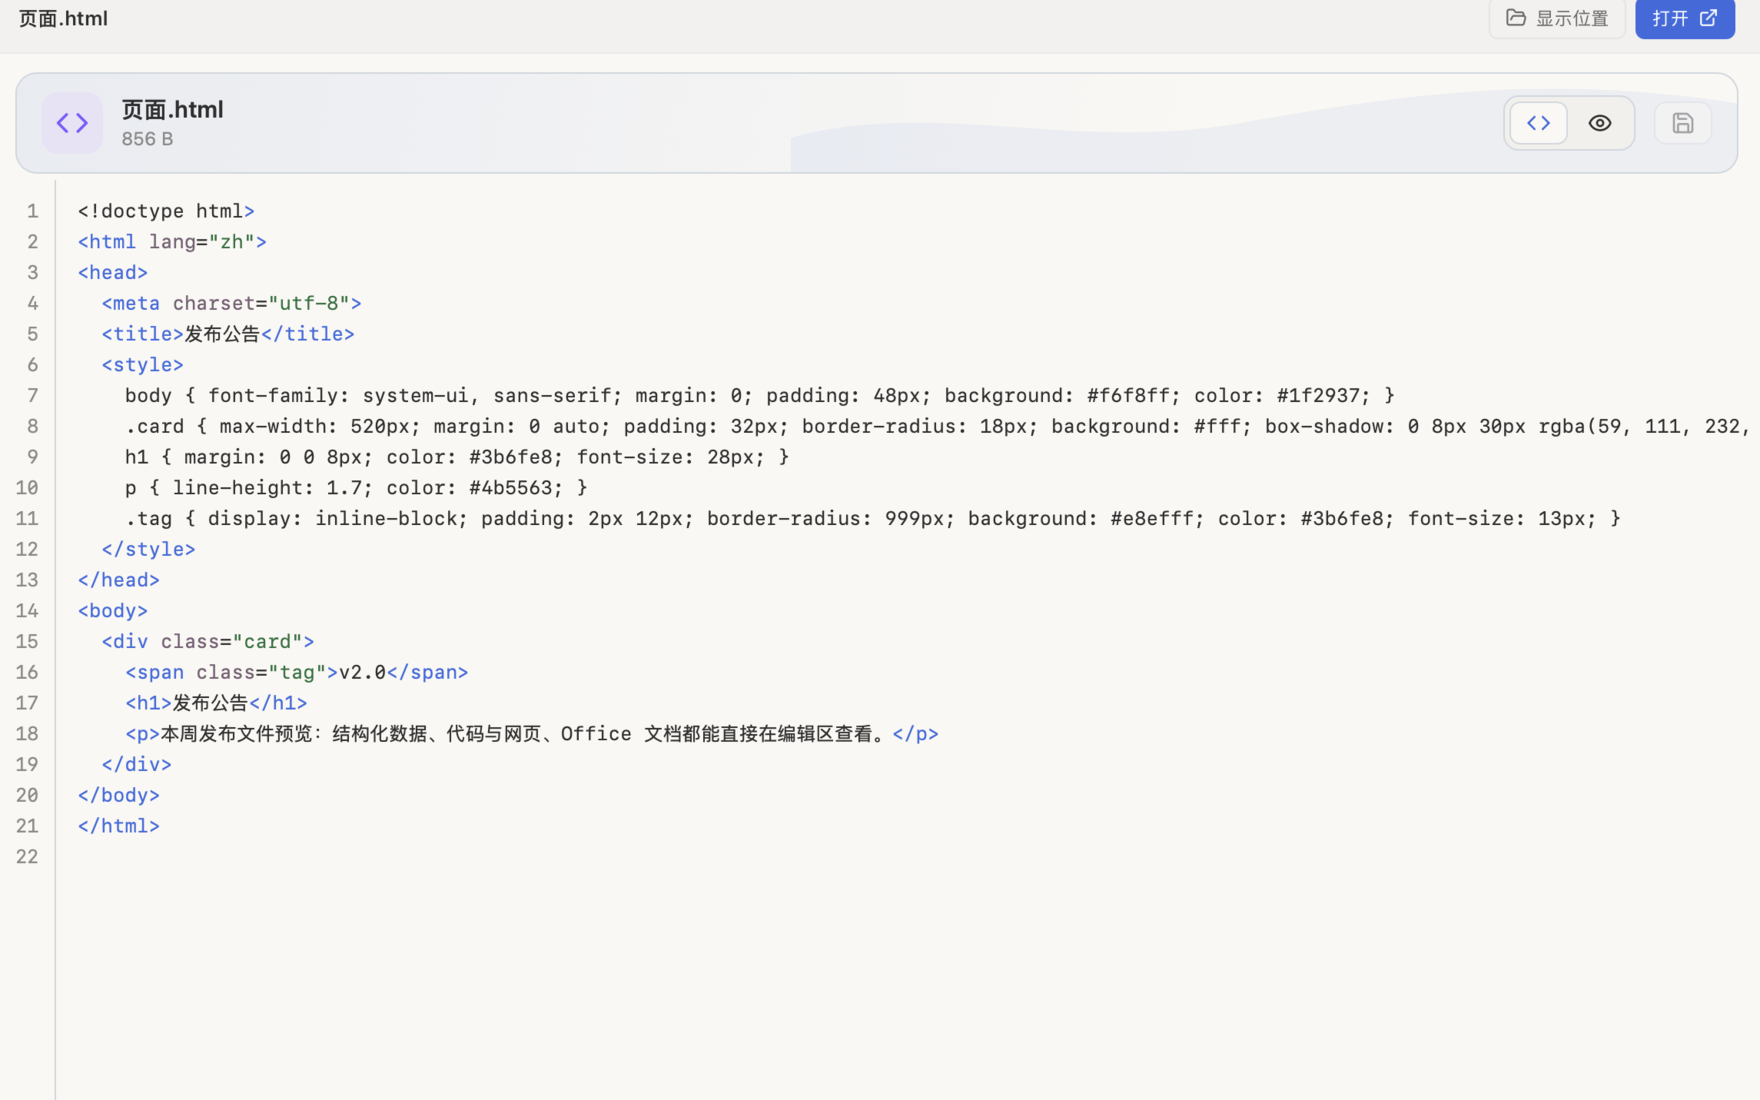 页面.html
显示位置
打开
页面.html
856 B
1 <!doctype html>
2 <html lang="zh">
3 <head>
4   <meta charset="utf-8">
5   <title>发布公告</title>
6   <style>
7     body { font-family: system-ui, sans-serif; margin: 0; padding: 48px; background: #f6f8ff; color: #1f2937; }
8     .card { max-width: 520px; margin: 0 auto; padding: 32px; border-radius: 18px; background: #fff; box-shadow: 0 8px 30px rgba(59, 111, 232,
9     h1 { margin: 0 0 8px; color: #3b6fe8; font-size: 28px; }
10     p { line-height: 1.7; color: #4b5563; }
11     .tag { display: inline-block; padding: 2px 12px; border-radius: 999px; background: #e8efff; color: #3b6fe8; font-size: 13px; }
12   </style>
13 </head>
14 <body>
15   <div class="card">
16     <span class="tag">v2.0</span>
17     <h1>发布公告</h1>
18     <p>本周发布文件预览：结构化数据、代码与网页、Office 文档都能直接在编辑区查看。</p>
19   </div>
20 </body>
21 </html>
22